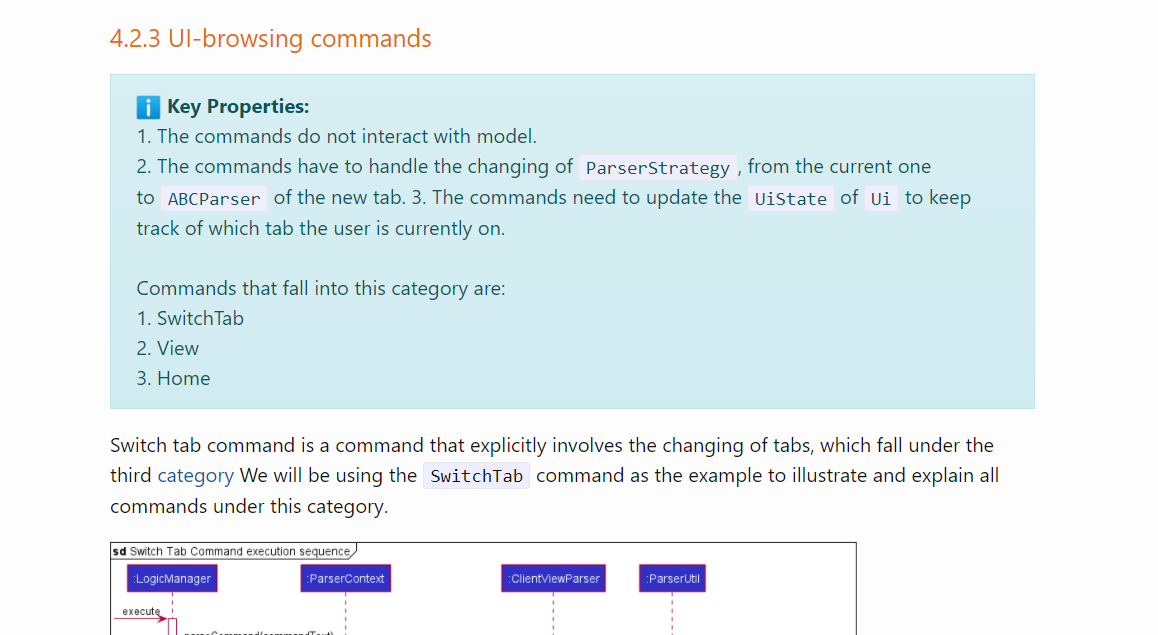 4.2.3 UI-browsing commands
Key Properties:
1. The commands do not interact with model.
2. The commands have to handle the changing of ParserStrategy , from the current one
to ABCParser of the new tab. 3. The commands need to update the UiState of Ui to keep
track of which tab the user is currently on.
Commands that fall into this category are:
1. SwitchTab
2. View
3. Home
Switch tab command is a command that explicitly involves the changing of tabs, which fall under the
third category We will be using the SwitchTab command as the example to illustrate and explain all
commands under this category.
sd Switch Tab Command execution sequence
:LogicManager :ParserContext :ClientViewParser :ParserUtil
execute
parseCommand(commandText)